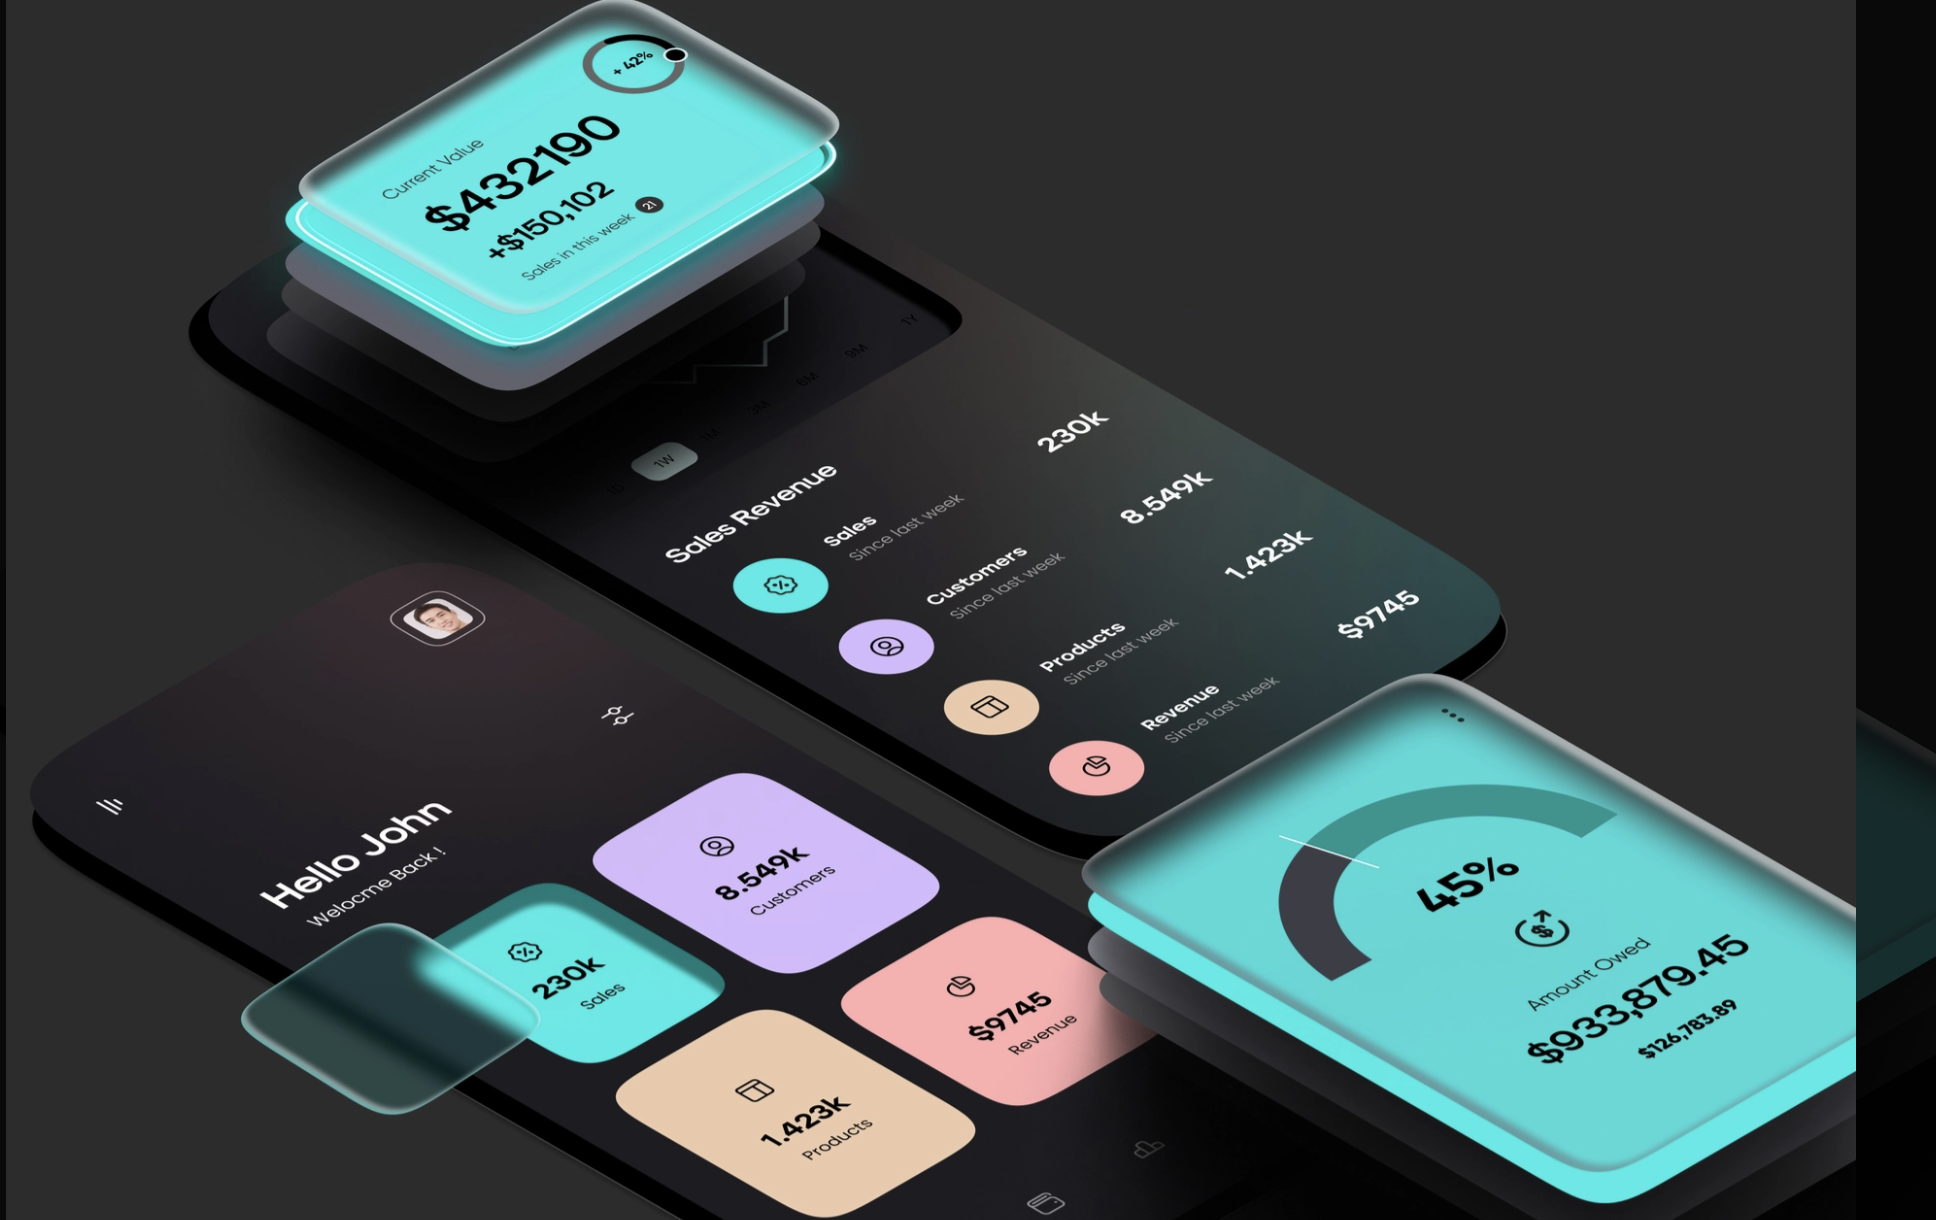 + 42%
Current Value
$432190
+$150,102
Sales in this week 21
1W
1M
3M
6M
9M
1Y
Sales Revenue
Sales
Since last week
230k
Customers
Since last week
8.549k
Products
Since last week
1.423k
Revenue
Since last week
$9745
Hello John
Welocme Back !
8.549k
Customers
230k
Sales
$9745
Revenue
1.423k
Products
45%
Amount Owed
$933,879.45
$126,783.89